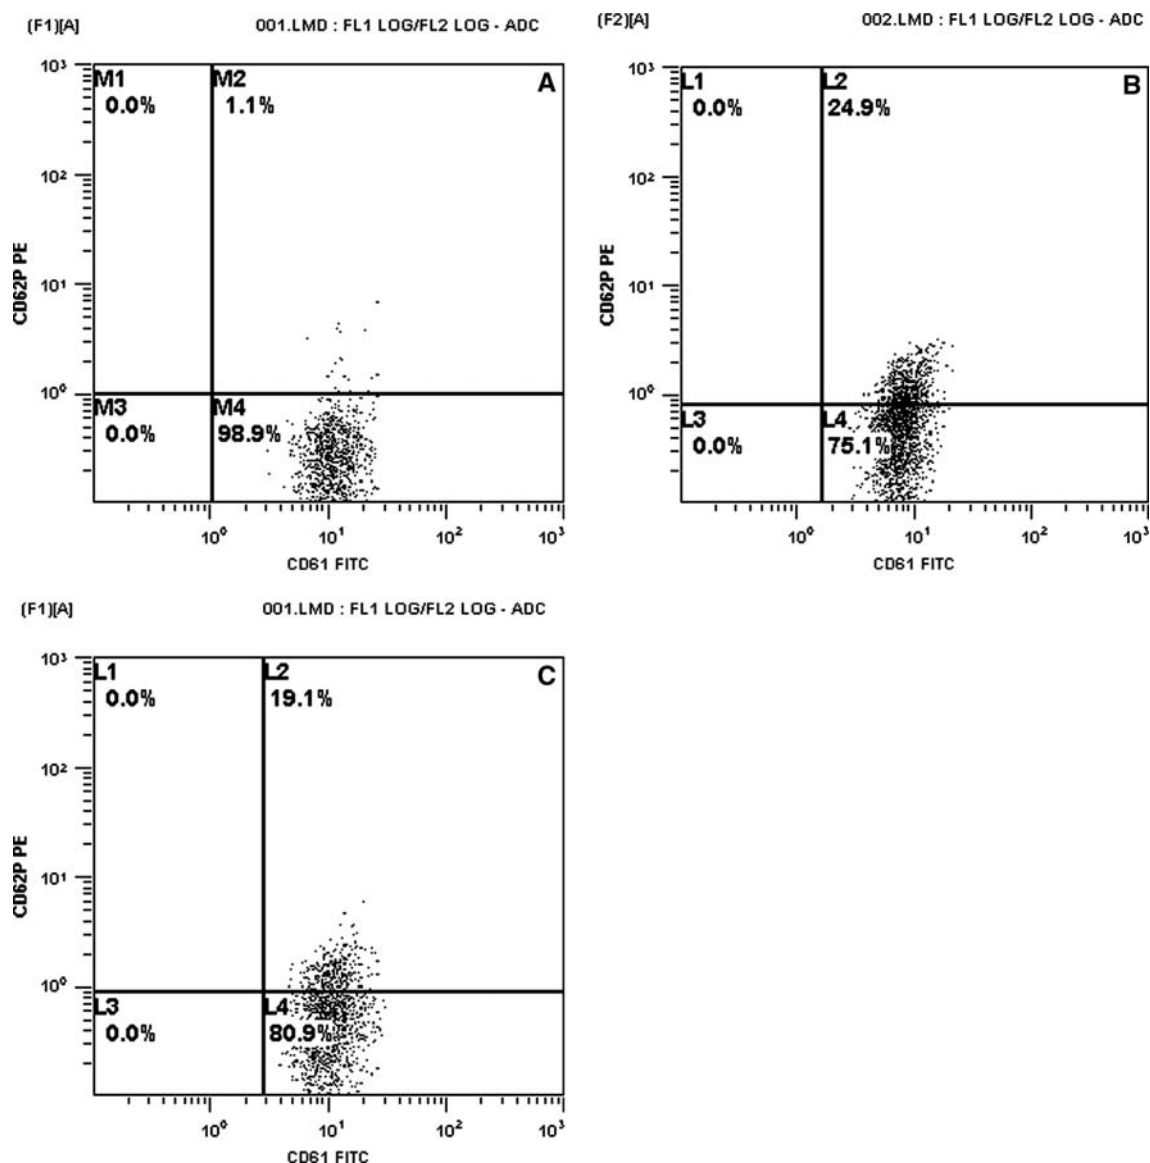 (F1)[A] 001.LMD : FL1 LOG/FL2 LOG - ADC
10³
M1 M2 A
0.0% 1.1%
10²
CD62P PE
10¹
10⁰
M3 M4
0.0% 98.9%
10⁰ 10¹ 10² 10³
CD61 FITC
(F2)[A] 002.LMD : FL1 LOG/FL2 LOG - ADC
10³
L1 L2 B
0.0% 24.9%
10²
CD62P PE
10¹
10⁰
L3 L4
0.0% 75.1%
10⁰ 10¹ 10² 10³
CD61 FITC
(F1)[A] 001.LMD : FL1 LOG/FL2 LOG - ADC
10³
L1 L2 C
0.0% 19.1%
10²
CD62P PE
10¹
10⁰
L3 L4
0.0% 80.9%
10⁰ 10¹ 10² 10³
CD61 FITC